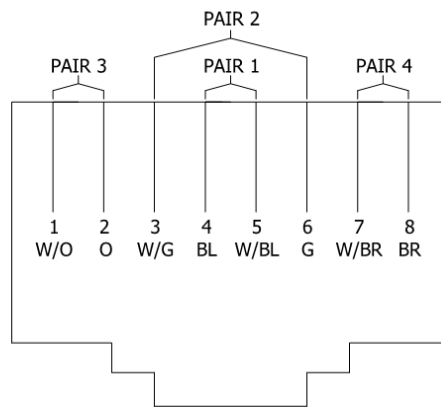 PAIR 2
PAIR 3 PAIR 1 PAIR 4
1 2 3 4 5 6 7 8
W/O O W/G BL W/BL G W/BR BR